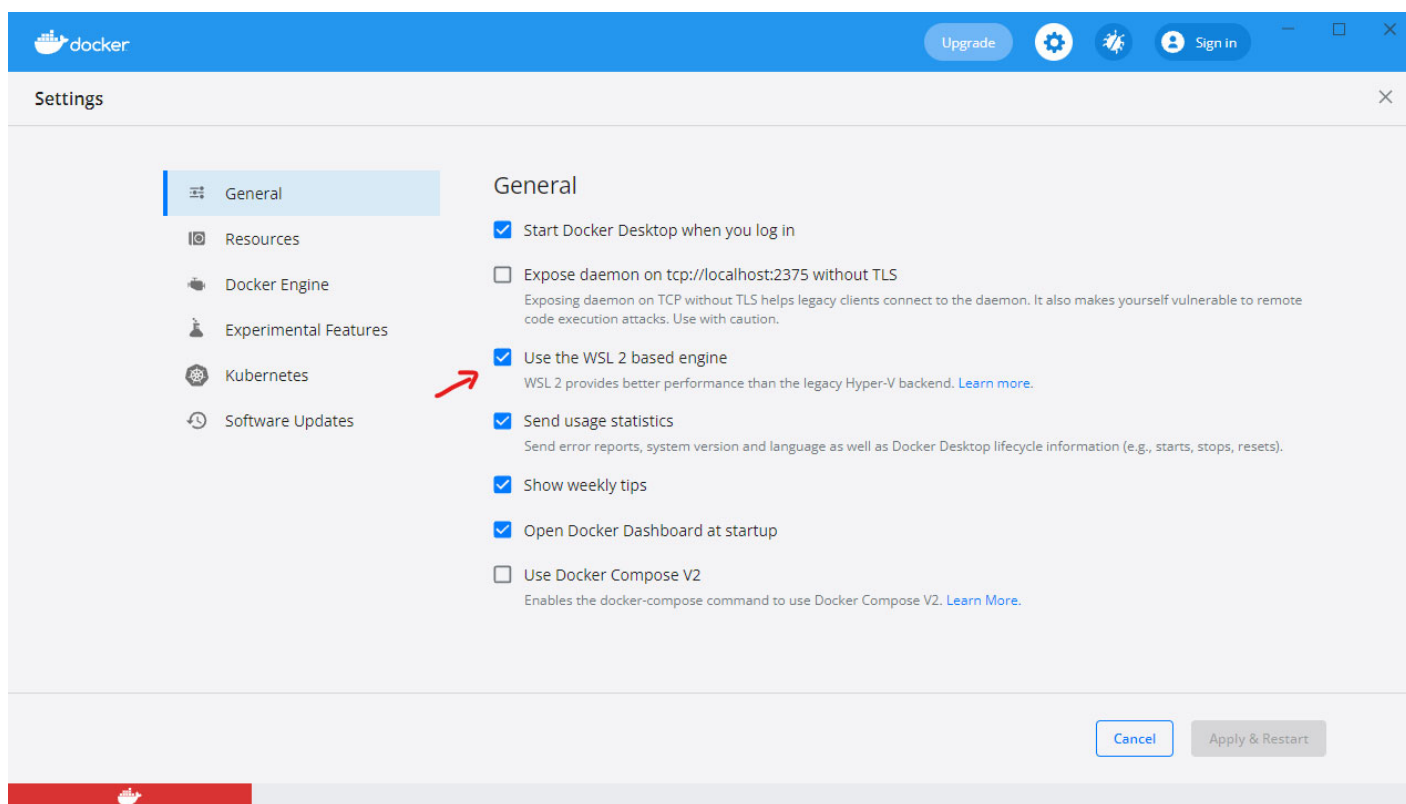 docker
Upgrade
Sign in
Settings
General
Resources
Docker Engine
Experimental Features
Kubernetes
Software Updates
General
Start Docker Desktop when you log in
Expose daemon on tcp://localhost:2375 without TLS
Exposing daemon on TCP without TLS helps legacy clients connect to the daemon. It also makes yourself vulnerable to remote
code execution attacks. Use with caution.
Use the WSL 2 based engine
WSL 2 provides better performance than the legacy Hyper-V backend. Learn more.
Send usage statistics
Send error reports, system version and language as well as Docker Desktop lifecycle information (e.g., starts, stops, resets).
Show weekly tips
Open Docker Dashboard at startup
Use Docker Compose V2
Enables the docker-compose command to use Docker Compose V2. Learn More.
Cancel
Apply & Restart